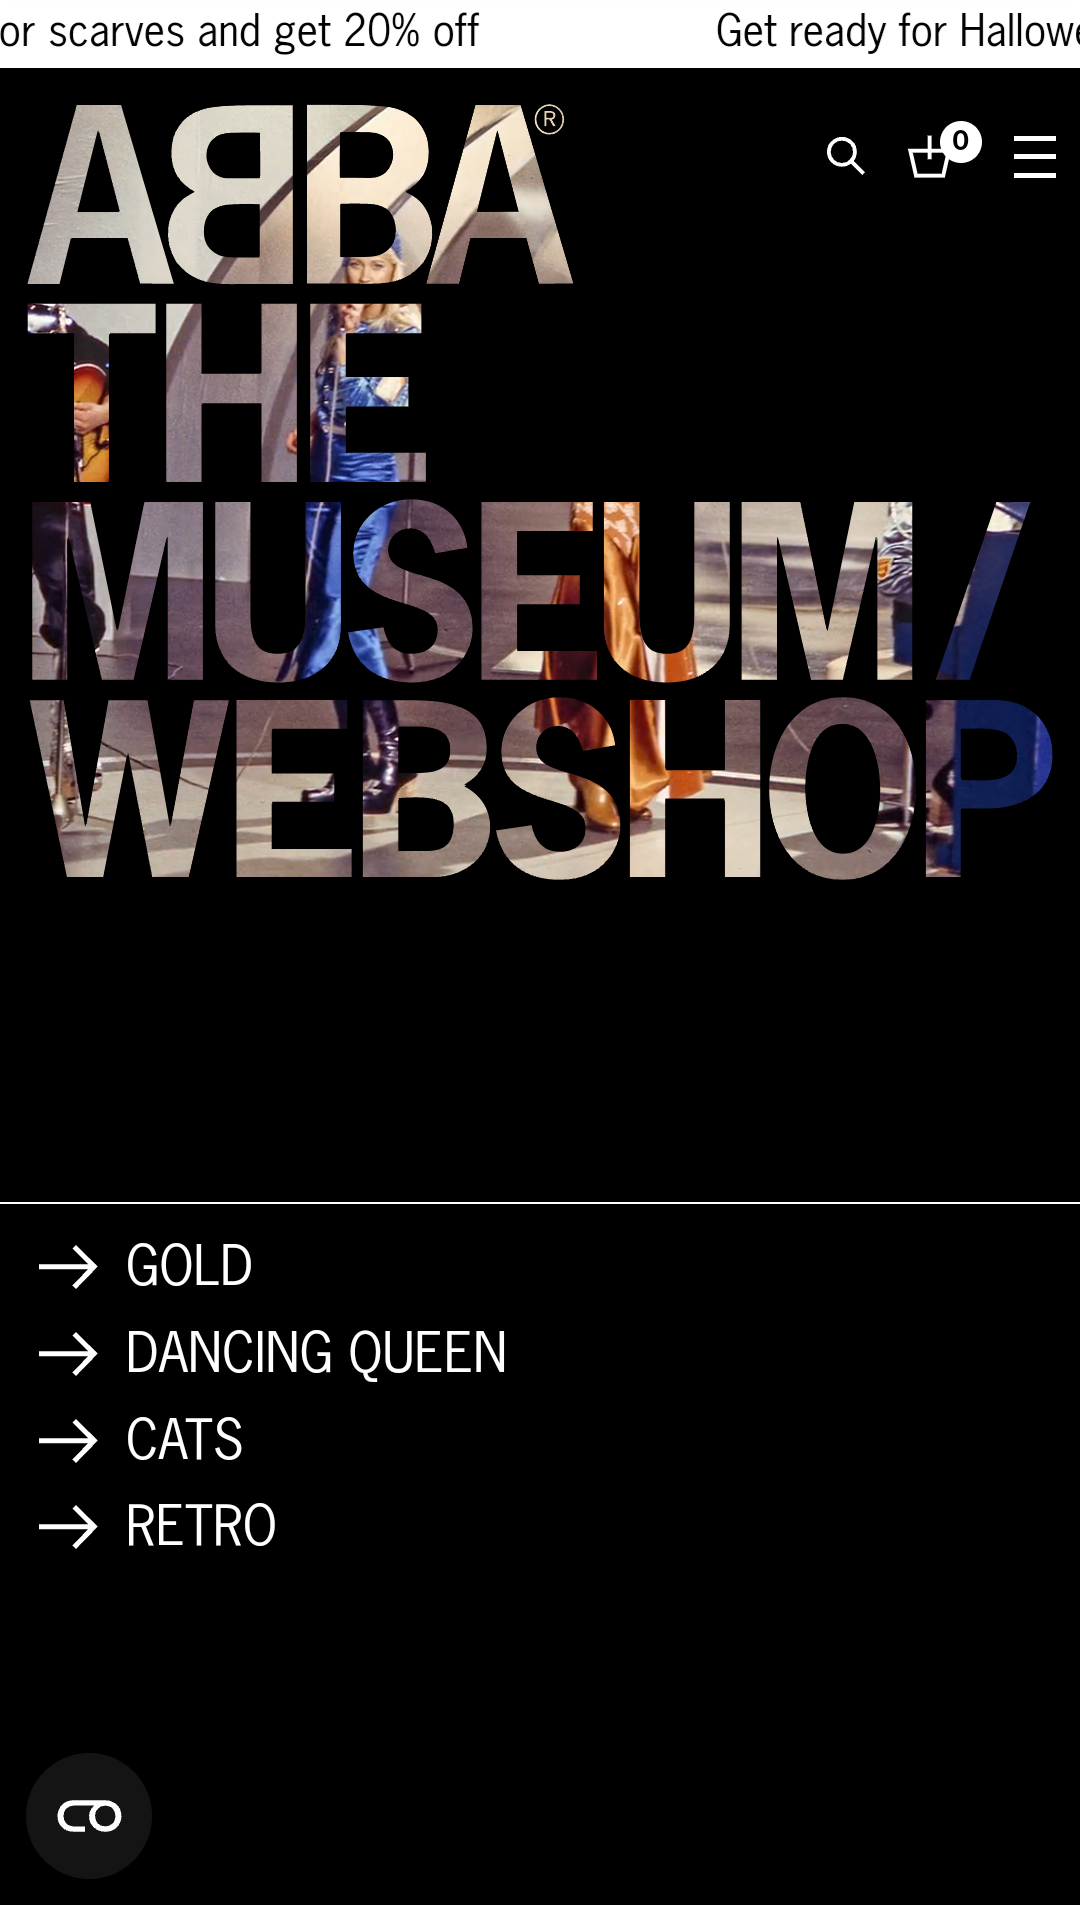 or scarves and get 20% off Get ready for Hallowe
ABBA®
THE
MUSEUM /
WEBSHOP
0
→ GOLD
→ DANCING QUEEN
→ CATS
→ RETRO